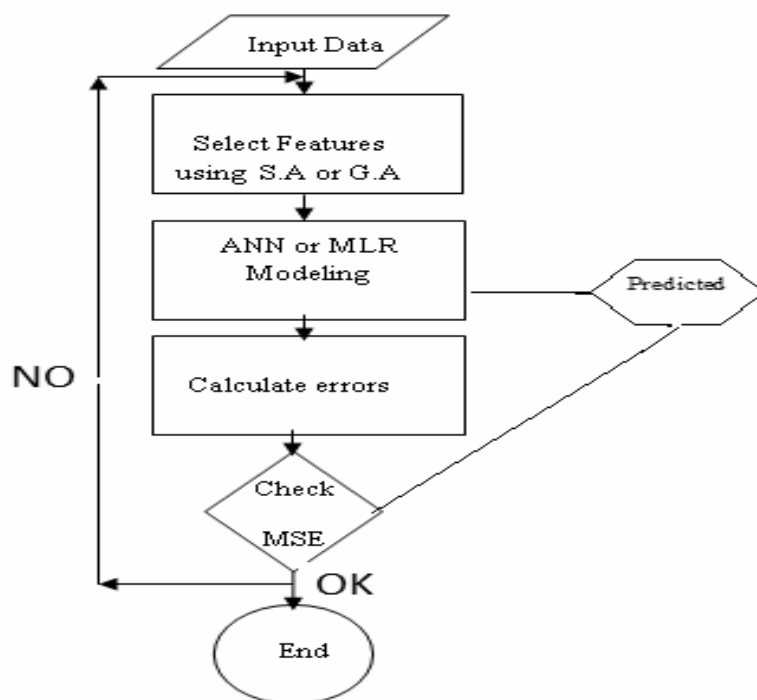 Input Data
Select Features
using S.A or G.A
ANN or MLR
Modeling
Predicted
Calculate errors
NO
Check
MSE
OK
End